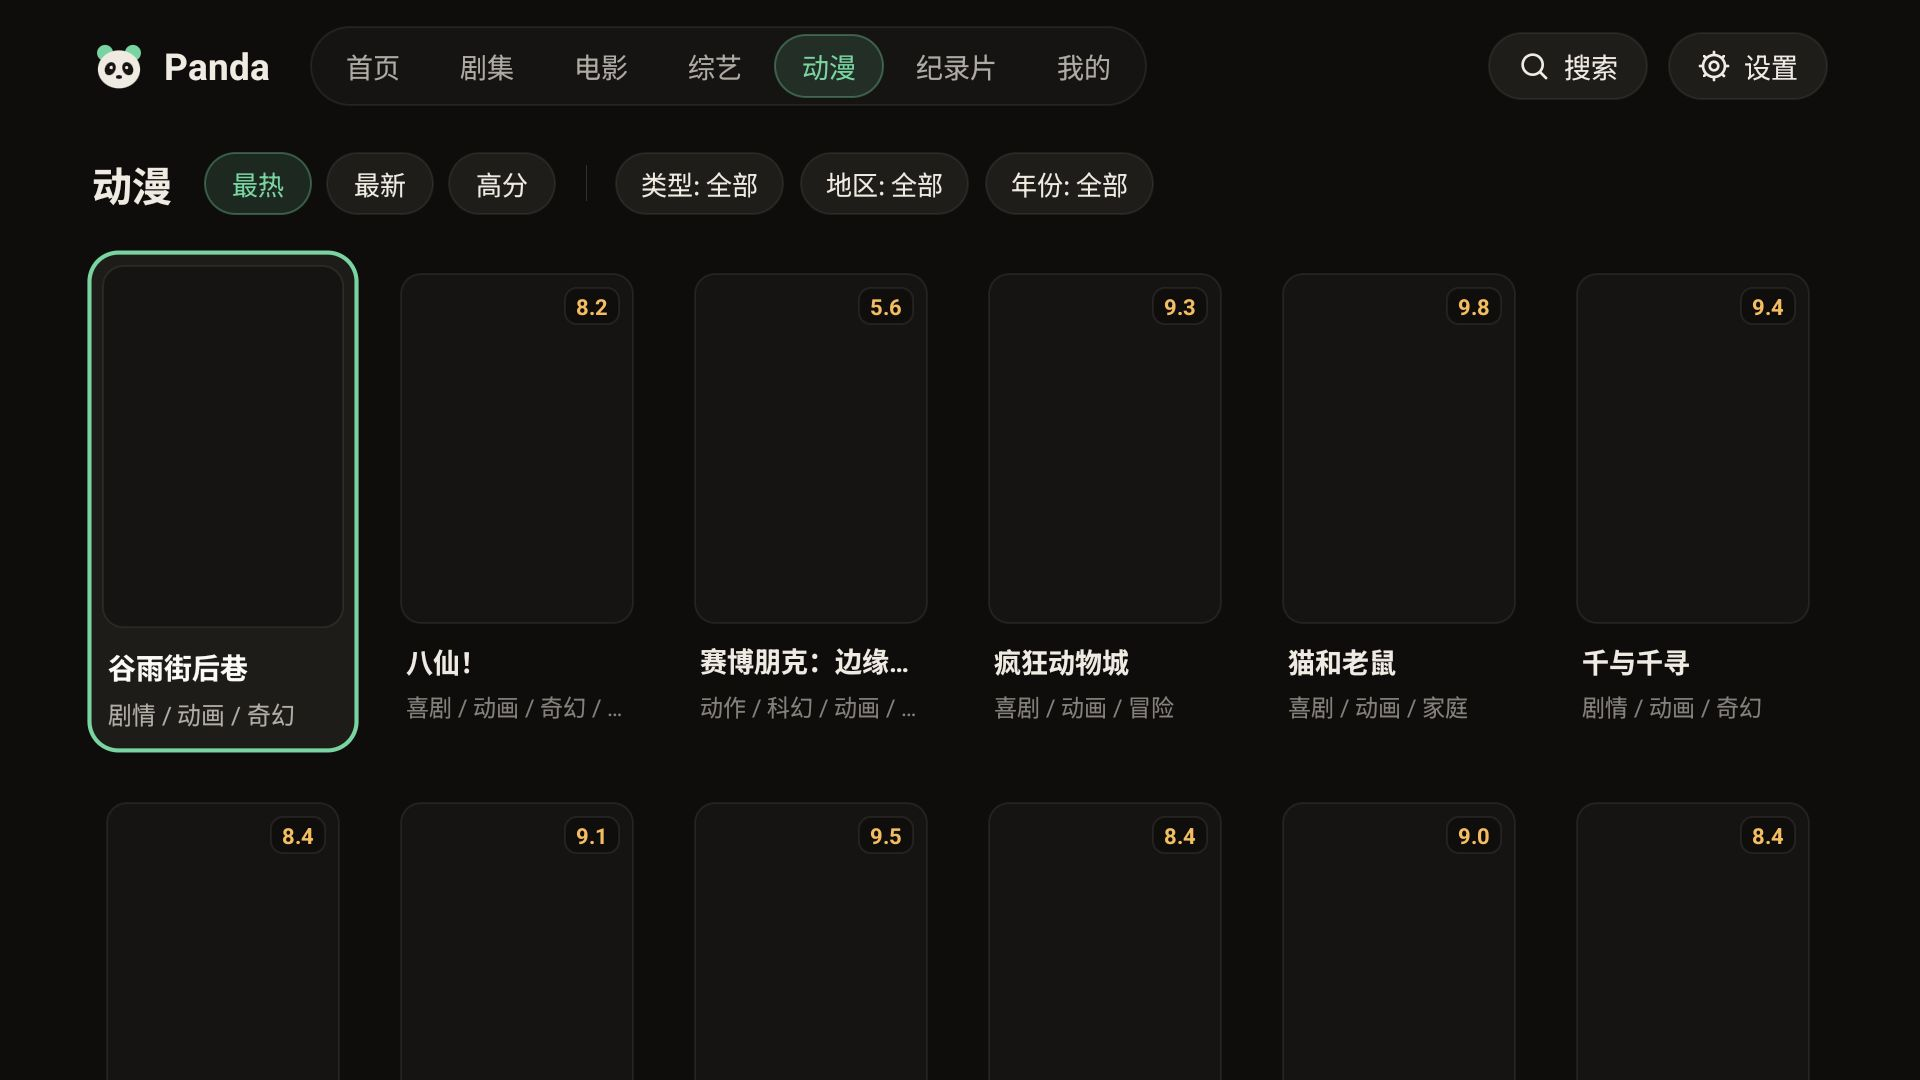 Panda 首页 剧集 电影 综艺 动漫 纪录片 我的 搜索 设置
动漫 最热 最新 高分 类型: 全部 地区: 全部 年份: 全部
8.2 5.6 9.3 9.8 9.4
谷雨街后巷 八仙！ 赛博朋克：边缘... 疯狂动物城 猫和老鼠 千与千寻
剧情 / 动画 / 奇幻 喜剧 / 动画 / 奇幻 / ... 动作 / 科幻 / 动画 / ... 喜剧 / 动画 / 冒险 喜剧 / 动画 / 家庭 剧情 / 动画 / 奇幻
8.4 9.1 9.5 8.4 9.0 8.4